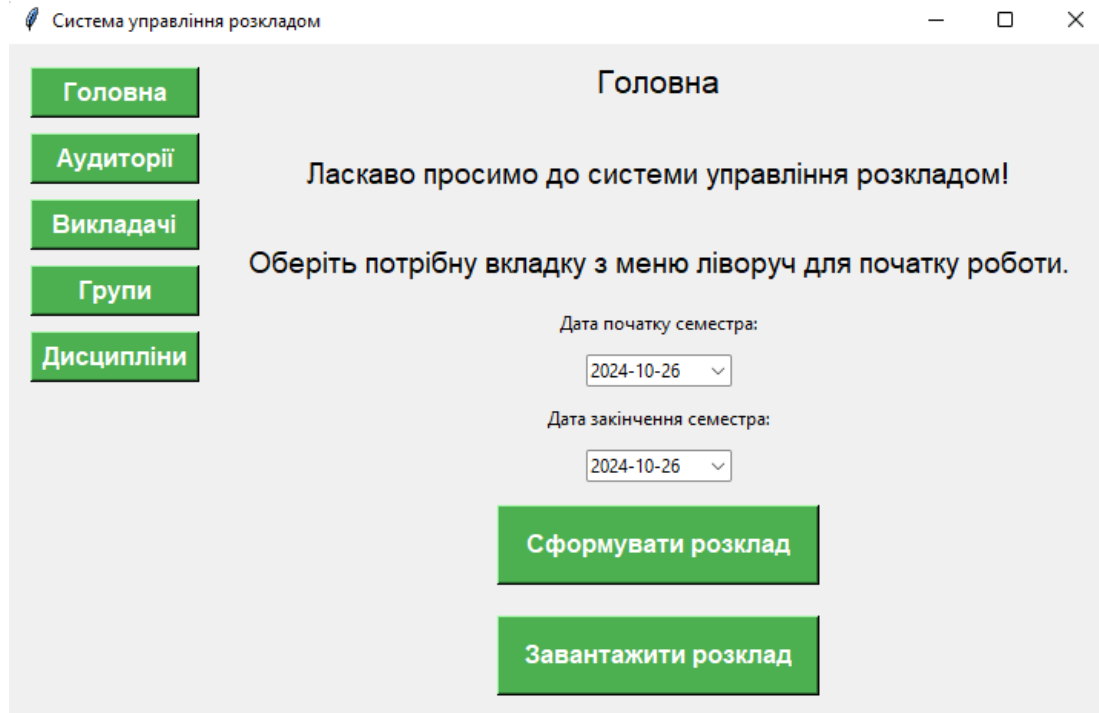 Система управління розкладом
Головна
Аудиторії
Викладачі
Групи
Дисципліни
Головна
Ласкаво просимо до системи управління розкладом!
Оберіть потрібну вкладку з меню ліворуч для початку роботи.
Дата початку семестра:
2024-10-26
Дата закінчення семестра:
2024-10-26
Сформувати розклад
Завантажити розклад